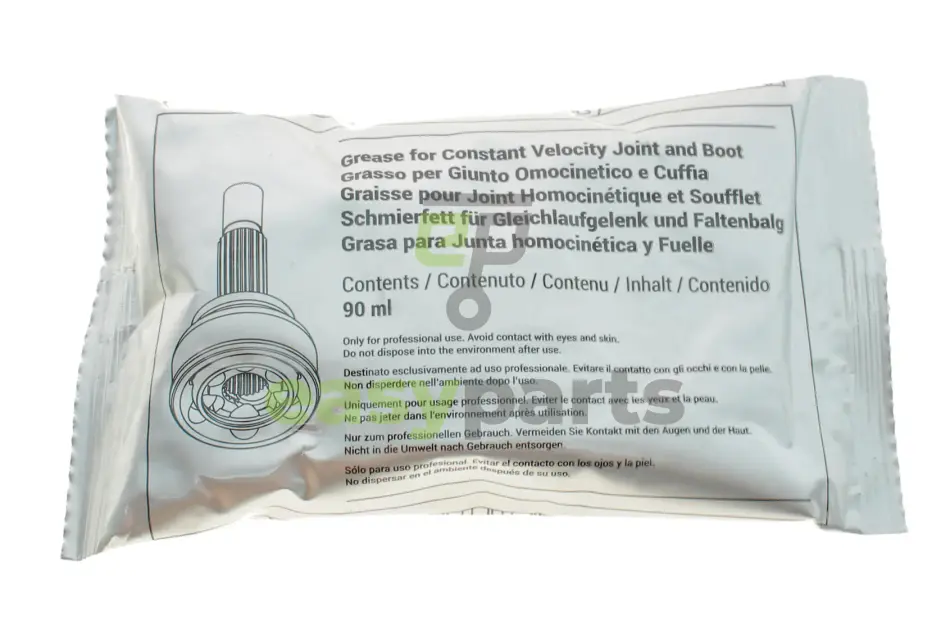 Grease for Constant Velocity Joint and Boot
Grasso per Giunto Omocinetico e Cuffia
Graisse pour Joint Homocinétique et Soufflet
Schmierfett für Gleichlaufgelenk und Faltenbalg
Grasa para Junta homocinética y Fuelle
Contents / Contenuto / Contenu / Inhalt / Contenido
90 ml
Only for professional use. Avoid contact with eyes and skin.
Do not dispose into the environment after use.
Destinato esclusivamente ad uso professionale. Evitare il contatto con gli occhi e con la pelle.
Non disperdere nell'ambiente dopo l'uso.
Uniquement pour usage professionnel. Eviter le contact avec les yeux et la peau.
Ne pas jeter dans l'environnement après utilisation.
Nur zum professionellen Gebrauch. Vermeiden Sie Kontakt mit den Augen und der Haut.
Nicht in die Umwelt nach Gebrauch entsorgen.
Sólo para uso profesional. Evitar el contacto con los ojos y la piel.
No dispersar en el ambiente después de su uso.
ep
easyparts